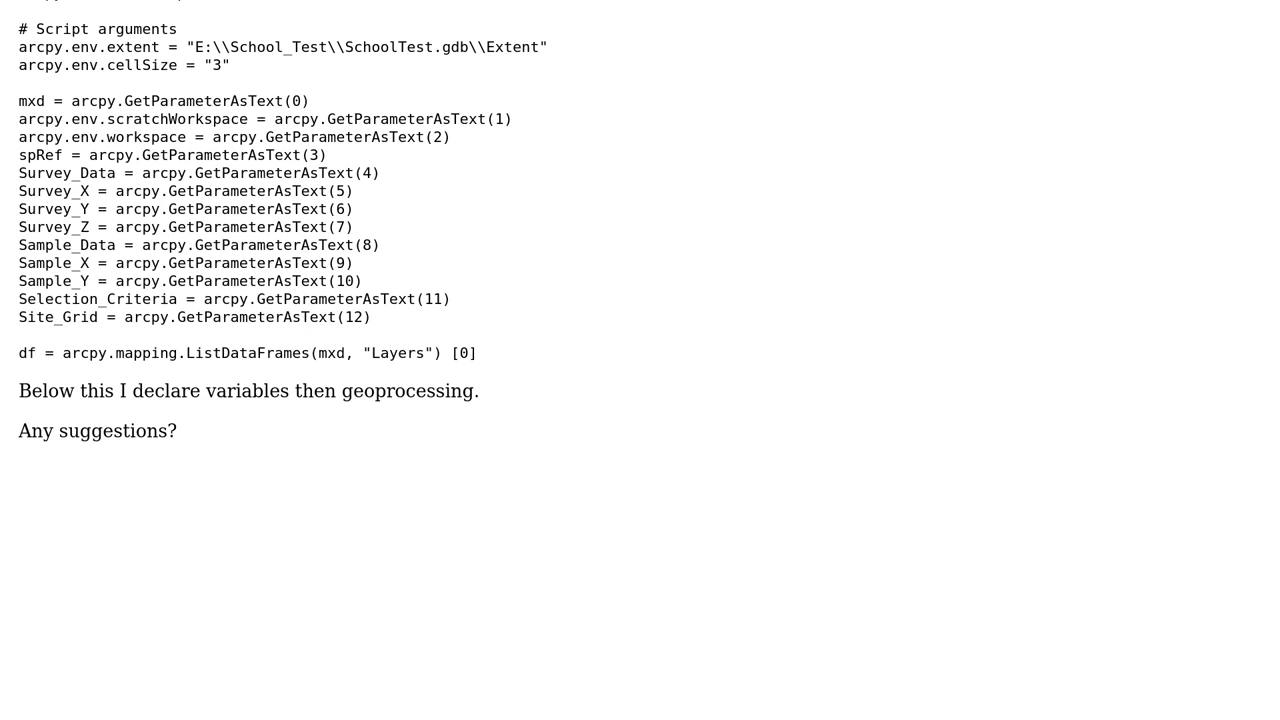 # Script arguments
arcpy.env.extent = "E:\\School_Test\\SchoolTest.gdb\\Extent"
arcpy.env.cellSize = "3"
mxd = arcpy.GetParameterAsText(0)
arcpy.env.scratchWorkspace = arcpy.GetParameterAsText(1)
arcpy.env.workspace = arcpy.GetParameterAsText(2)
spRef = arcpy.GetParameterAsText(3)
Survey_Data = arcpy.GetParameterAsText(4)
Survey_X = arcpy.GetParameterAsText(5)
Survey_Y = arcpy.GetParameterAsText(6)
Survey_Z = arcpy.GetParameterAsText(7)
Sample_Data = arcpy.GetParameterAsText(8)
Sample_X = arcpy.GetParameterAsText(9)
Sample_Y = arcpy.GetParameterAsText(10)
Selection_Criteria = arcpy.GetParameterAsText(11)
Site_Grid = arcpy.GetParameterAsText(12)
df = arcpy.mapping.ListDataFrames(mxd, "Layers") [0]
Below this I declare variables then geoprocessing.
Any suggestions?